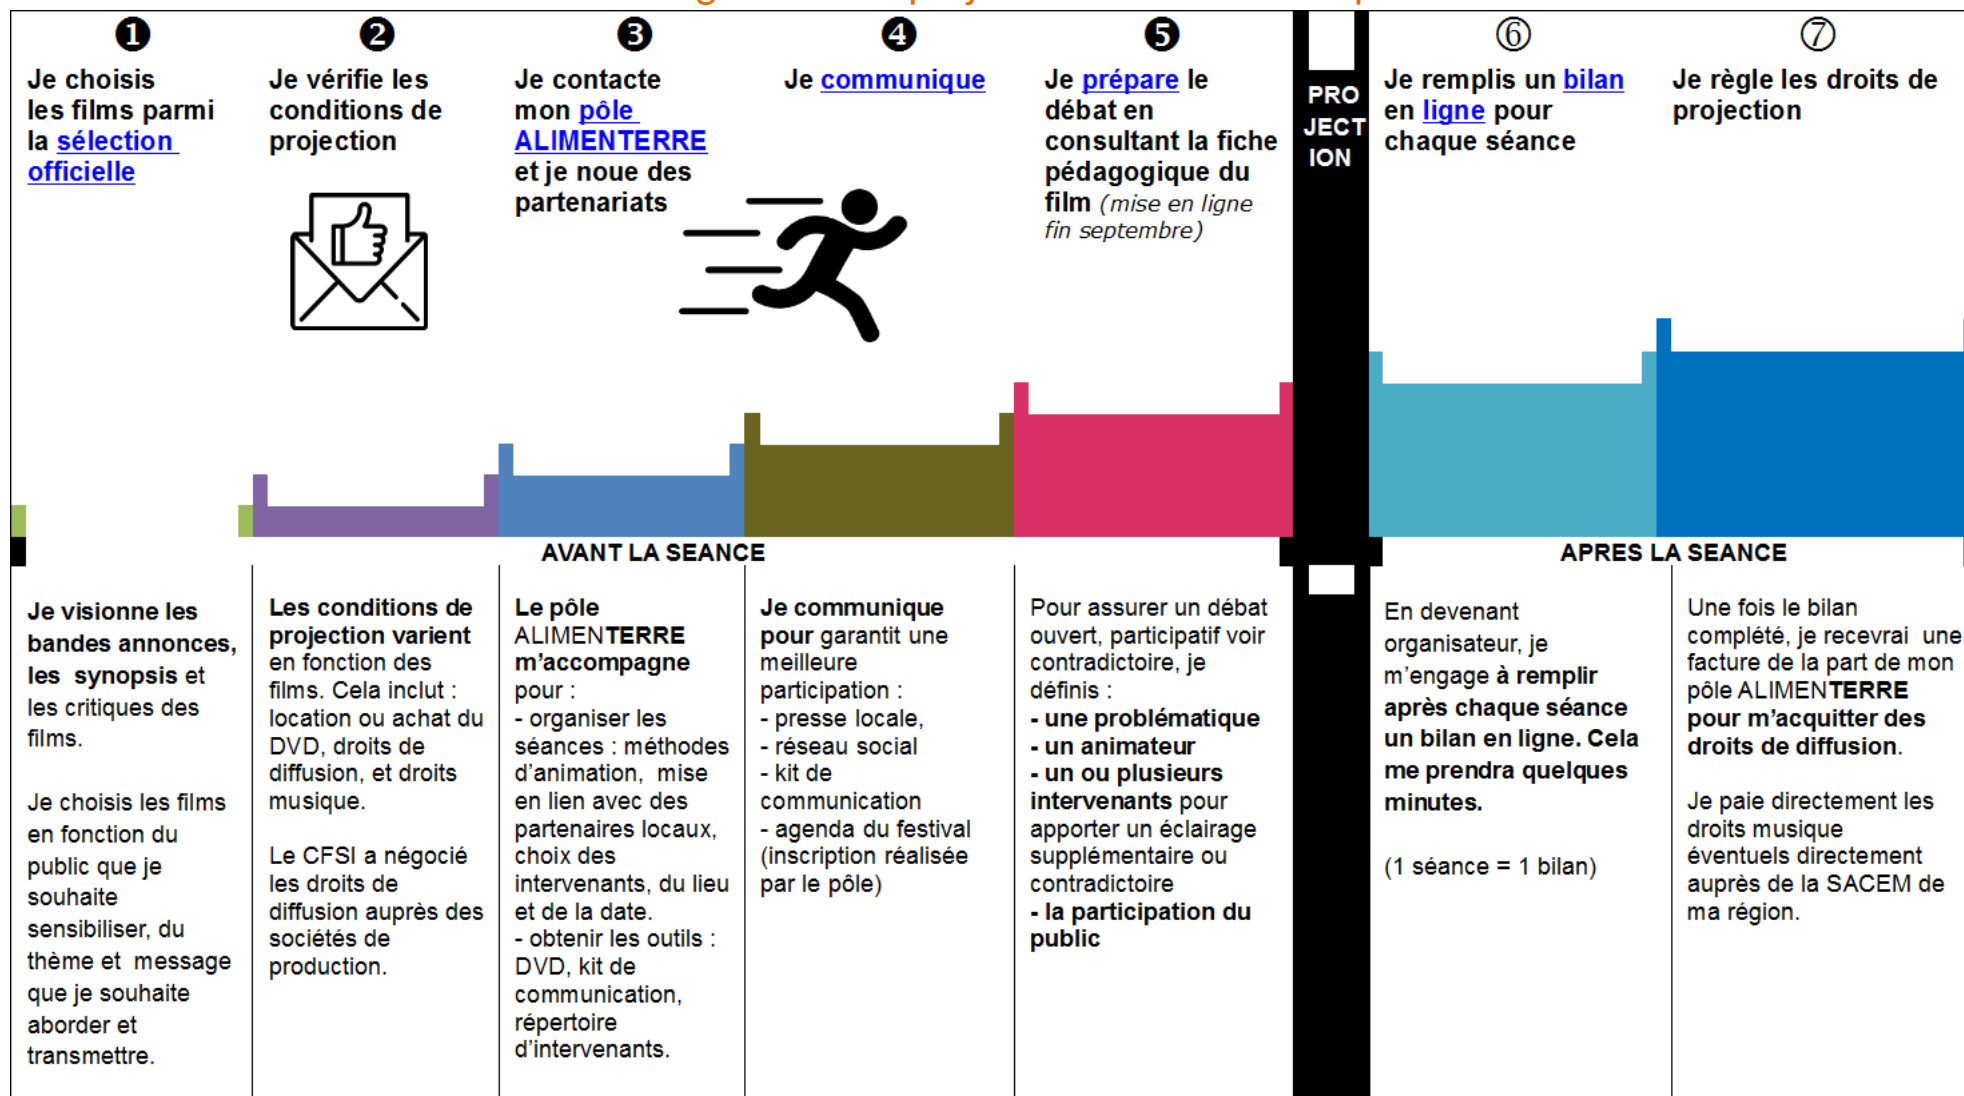 ❶
Je choisis
les films parmi
la sélection
officielle
❷
Je vérifie les
conditions de
projection
❸
Je contacte
mon pôle
ALIMENTERRE
et je noue des
partenariats
❹
Je communique
❺
Je prépare le
débat en
consultant la fiche
pédagogique du
film (mise en ligne
fin septembre)
PRO
JECT
ION
⑥
Je remplis un bilan
en ligne pour
chaque séance
⑦
Je règle les droits de
projection
AVANT LA SEANCE
APRES LA SEANCE
Je visionne les
bandes annonces,
les synopsis et
les critiques des
films.
Je choisis les films
en fonction du
public que je
souhaite
sensibiliser, du
thème et message
que je souhaite
aborder et
transmettre.
Les conditions de
projection varient
en fonction des
films. Cela inclut :
location ou achat du
DVD, droits de
diffusion, et droits
musique.
Le CFSI a négocié
les droits de
diffusion auprès des
sociétés de
production.
Le pôle
ALIMENTERRE
m'accompagne
pour :
- organiser les
séances : méthodes
d'animation, mise
en lien avec des
partenaires locaux,
choix des
intervenants, du lieu
et de la date.
- obtenir les outils :
DVD, kit de
communication,
répertoire
d'intervenants.
Je communique
pour garantit une
meilleure
participation :
- presse locale,
- réseau social
- kit de
communication
- agenda du festival
(inscription réalisée
par le pôle)
Pour assurer un débat
ouvert, participatif voir
contradictoire, je
définis :
- une problématique
- un animateur
- un ou plusieurs
intervenants pour
apporter un éclairage
supplémentaire ou
contradictoire
- la participation du
public
En devenant
organisateur, je
m'engage à remplir
après chaque séance
un bilan en ligne. Cela
me prendra quelques
minutes.
(1 séance = 1 bilan)
Une fois le bilan
complété, je recevrai une
facture de la part de mon
pôle ALIMENTERRE
pour m'acquitter des
droits de diffusion.
Je paie directement les
droits musique
éventuels directement
auprès de la SACEM de
ma région.